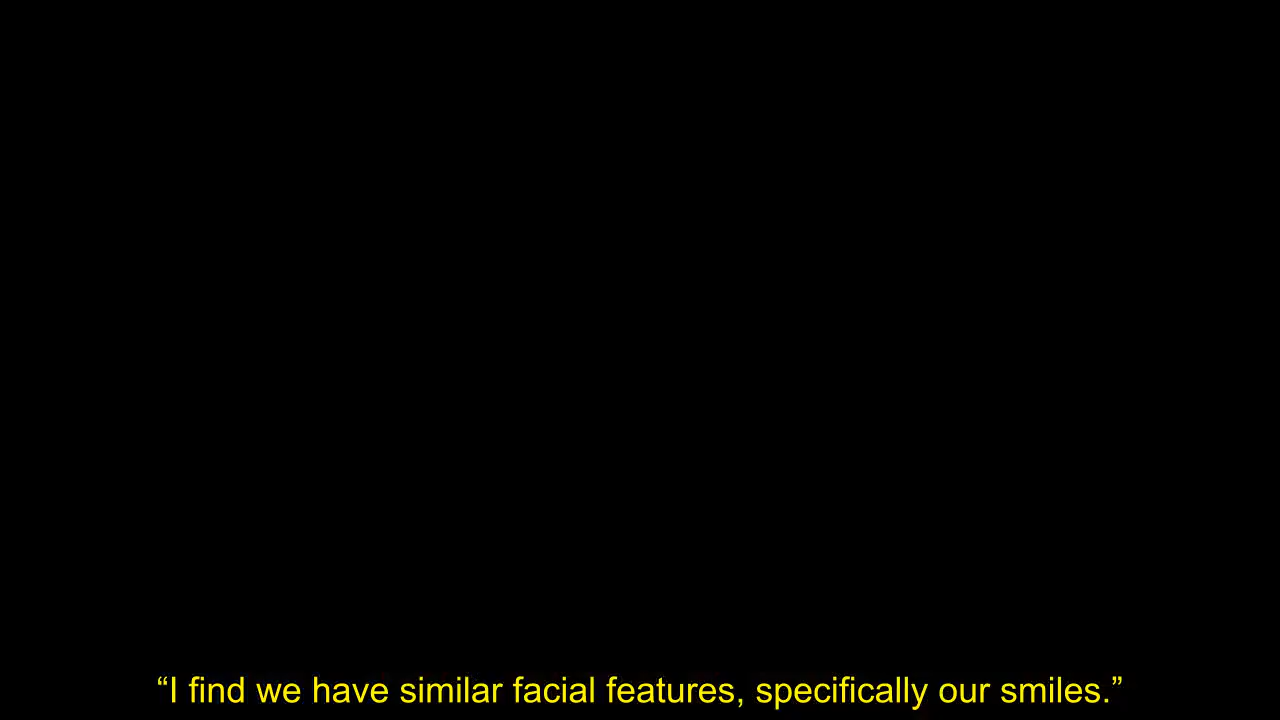 “I find we have similar facial features, specifically our smiles.”